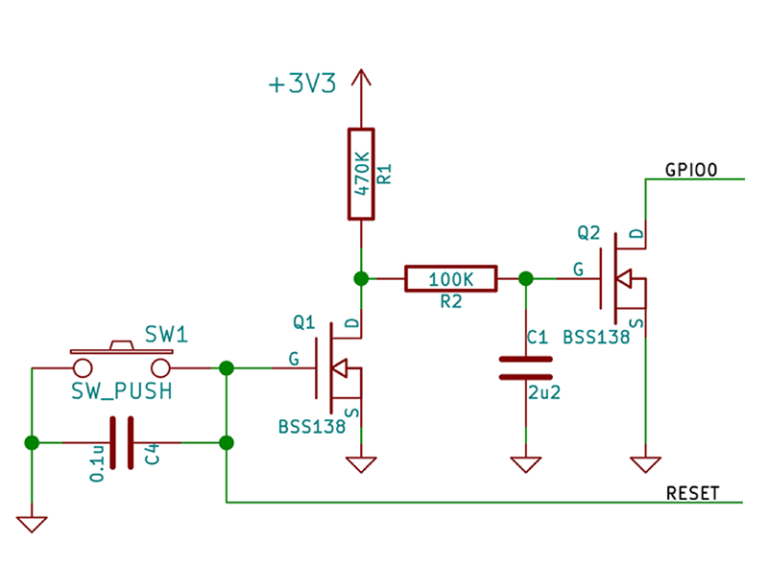 +3V3
470K
R1
GPIO0
Q2
D
G
100K
R2
S
BSS138
C1
2u2
Q1
D
G
S
BSS138
SW1
SW_PUSH
0.1u
C4
RESET